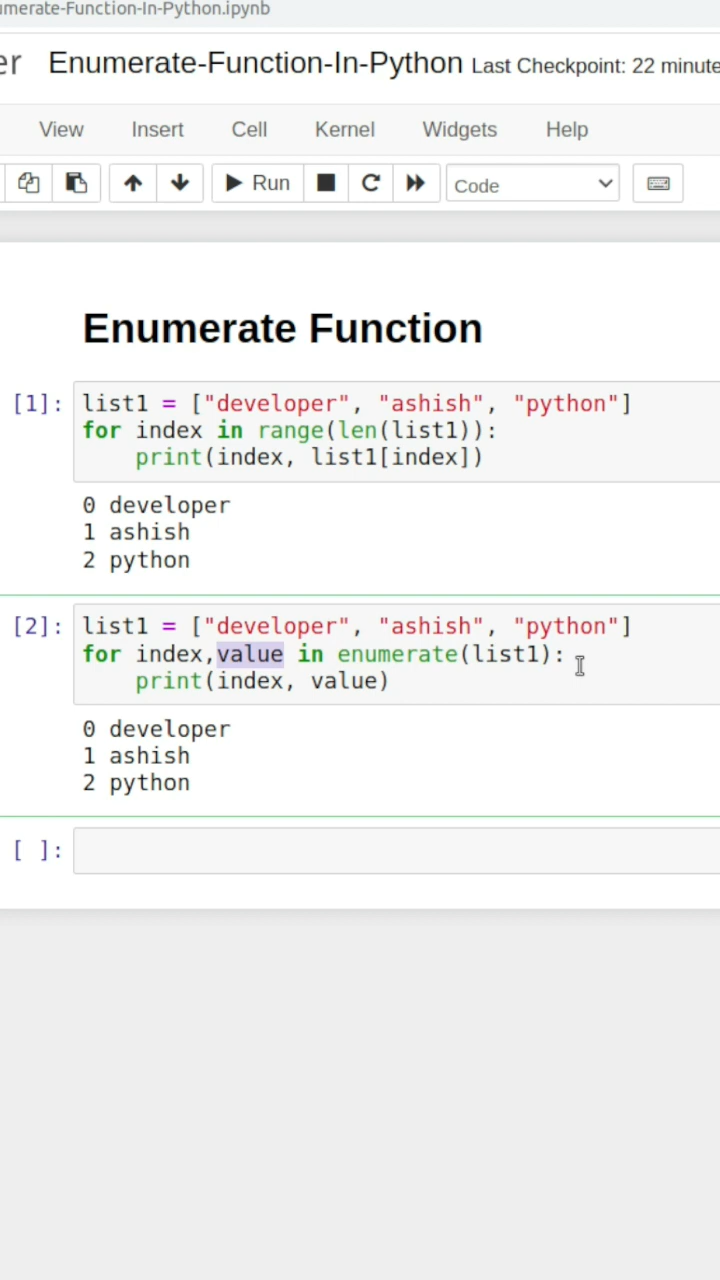 umerate-Function-In-Python.ipynb
er Enumerate-Function-In-Python Last Checkpoint: 22 minute
View Insert Cell Kernel Widgets Help
Run Code
Enumerate Function
[1]: list1 = ["developer", "ashish", "python"]
for index in range(len(list1)):
    print(index, list1[index])
0 developer
1 ashish
2 python
[2]: list1 = ["developer", "ashish", "python"]
for index,value in enumerate(list1):
    print(index, value)
0 developer
1 ashish
2 python
[ ]: